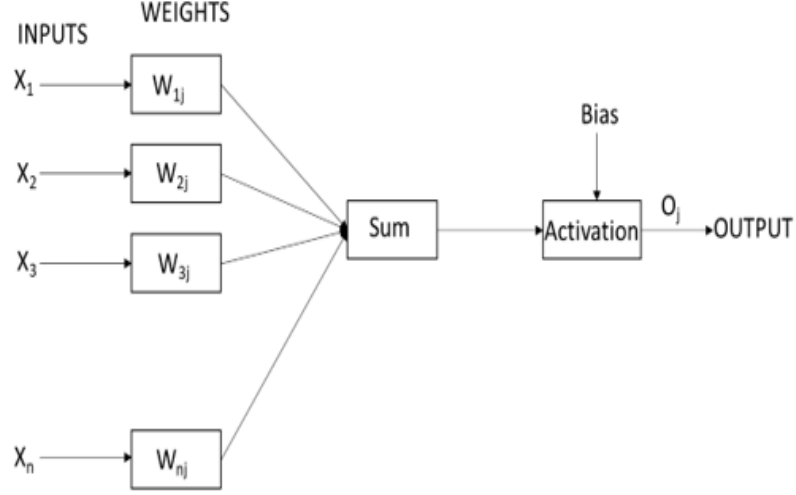 WEIGHTS
INPUTS
X1
W1j
X2
W2j
X3
W3j
Xn
Wnj
Sum
Bias
Activation
Oj
OUTPUT